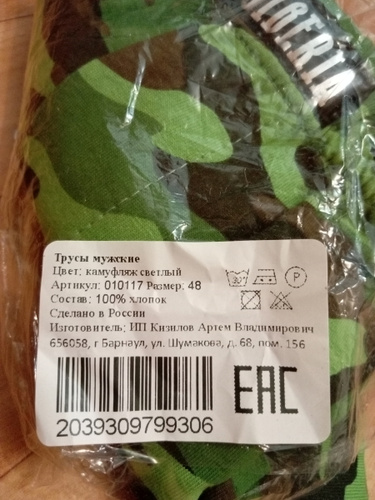 Трусы мужские
Цвет: камуфляж светлый
Артикул: 010117 Размер: 48
Состав: 100% хлопок
Сделано в России
Изготовитель: ИП Кизилов Артем Владимирович
656058, г Барнаул, ул. Шумакова, д. 68, пом. 156
2039309799306
EAC
P